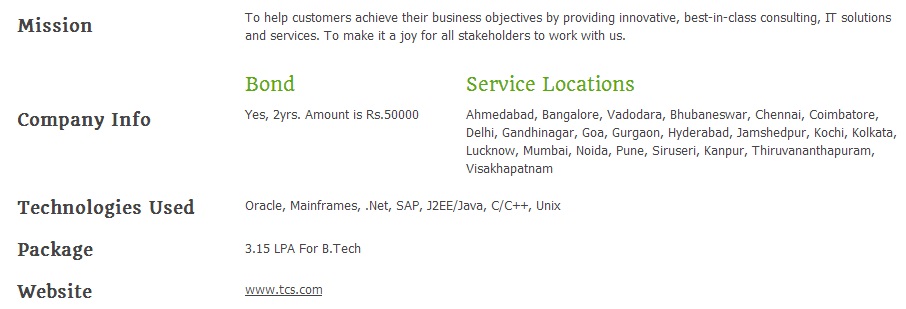 Mission
To help customers achieve their business objectives by providing innovative, best-in-class consulting, IT solutions
and services. To make it a joy for all stakeholders to work with us.
Company Info
Bond
Yes, 2yrs. Amount is Rs.50000
Service Locations
Ahmedabad, Bangalore, Vadodara, Bhubaneswar, Chennai, Coimbatore,
Delhi, Gandhinagar, Goa, Gurgaon, Hyderabad, Jamshedpur, Kochi, Kolkata,
Lucknow, Mumbai, Noida, Pune, Siruseri, Kanpur, Thiruvananthapuram,
Visakhapatnam
Technologies Used
Oracle, Mainframes, .Net, SAP, J2EE/Java, C/C++, Unix
Package
3.15 LPA For B.Tech
Website
www.tcs.com